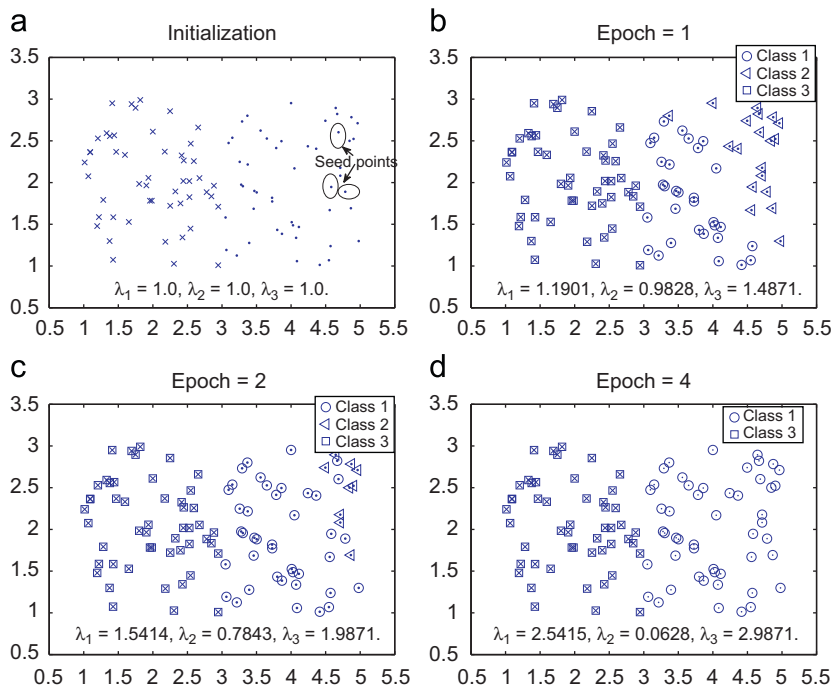 a
Initialization
3.5
3
2.5
2
1.5
1
0.5
Seed points
λ1 = 1.0, λ2 = 1.0, λ3 = 1.0.
0.5 1 1.5 2 2.5 3 3.5 4 4.5 5 5.5
b
Epoch = 1
Class 1
Class 2
Class 3
3.5
3
2.5
2
1.5
1
0.5
λ1 = 1.1901, λ2 = 0.9828, λ3 = 1.4871.
0.5 1 1.5 2 2.5 3 3.5 4 4.5 5 5.5
c
Epoch = 2
Class 1
Class 2
Class 3
3.5
3
2.5
2
1.5
1
0.5
λ1 = 1.5414, λ2 = 0.7843, λ3 = 1.9871.
0.5 1 1.5 2 2.5 3 3.5 4 4.5 5 5.5
d
Epoch = 4
Class 1
Class 3
3.5
3
2.5
2
1.5
1
0.5
λ1 = 2.5415, λ2 = 0.0628, λ3 = 2.9871.
0.5 1 1.5 2 2.5 3 3.5 4 4.5 5 5.5